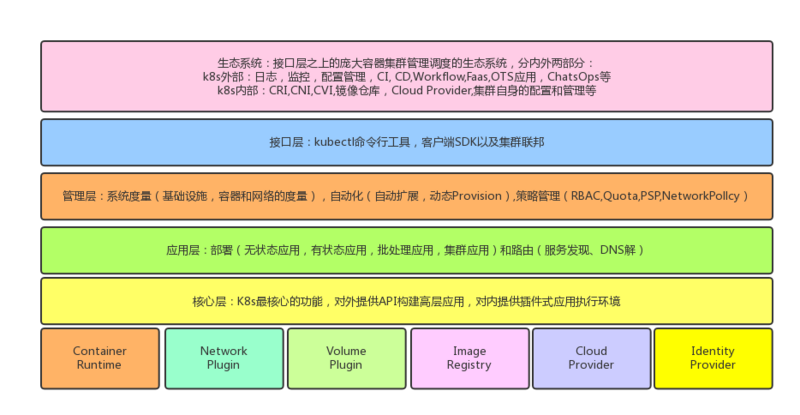 生态系统：接口层之上的庞大容器集群管理调度的生态系统，分内外两部分：
k8s外部：日志，监控，配置管理，CI, CD,Workflow,Faas,OTS应用，ChatsOps等
k8s内部：CRI,CNI,CVI,镜像仓库，Cloud Provider,集群自身的配置和管理等
接口层：kubectl命令行工具，客户端SDK以及集群联邦
管理层：系统度量（基础设施，容器和网络的度量），自动化（自动扩展，动态Provision）,策略管理（RBAC,Quota,PSP,NetworkPollcy）
应用层：部署（无状态应用，有状态应用，批处理应用，集群应用）和路由（服务发现、DNS解）
核心层：K8s最核心的功能，对外提供API构建高层应用，对内提供插件式应用执行环境
Container
Runtime
Network
Plugin
Volume
Plugin
Image
Registry
Cloud
Provider
Identity
Provider